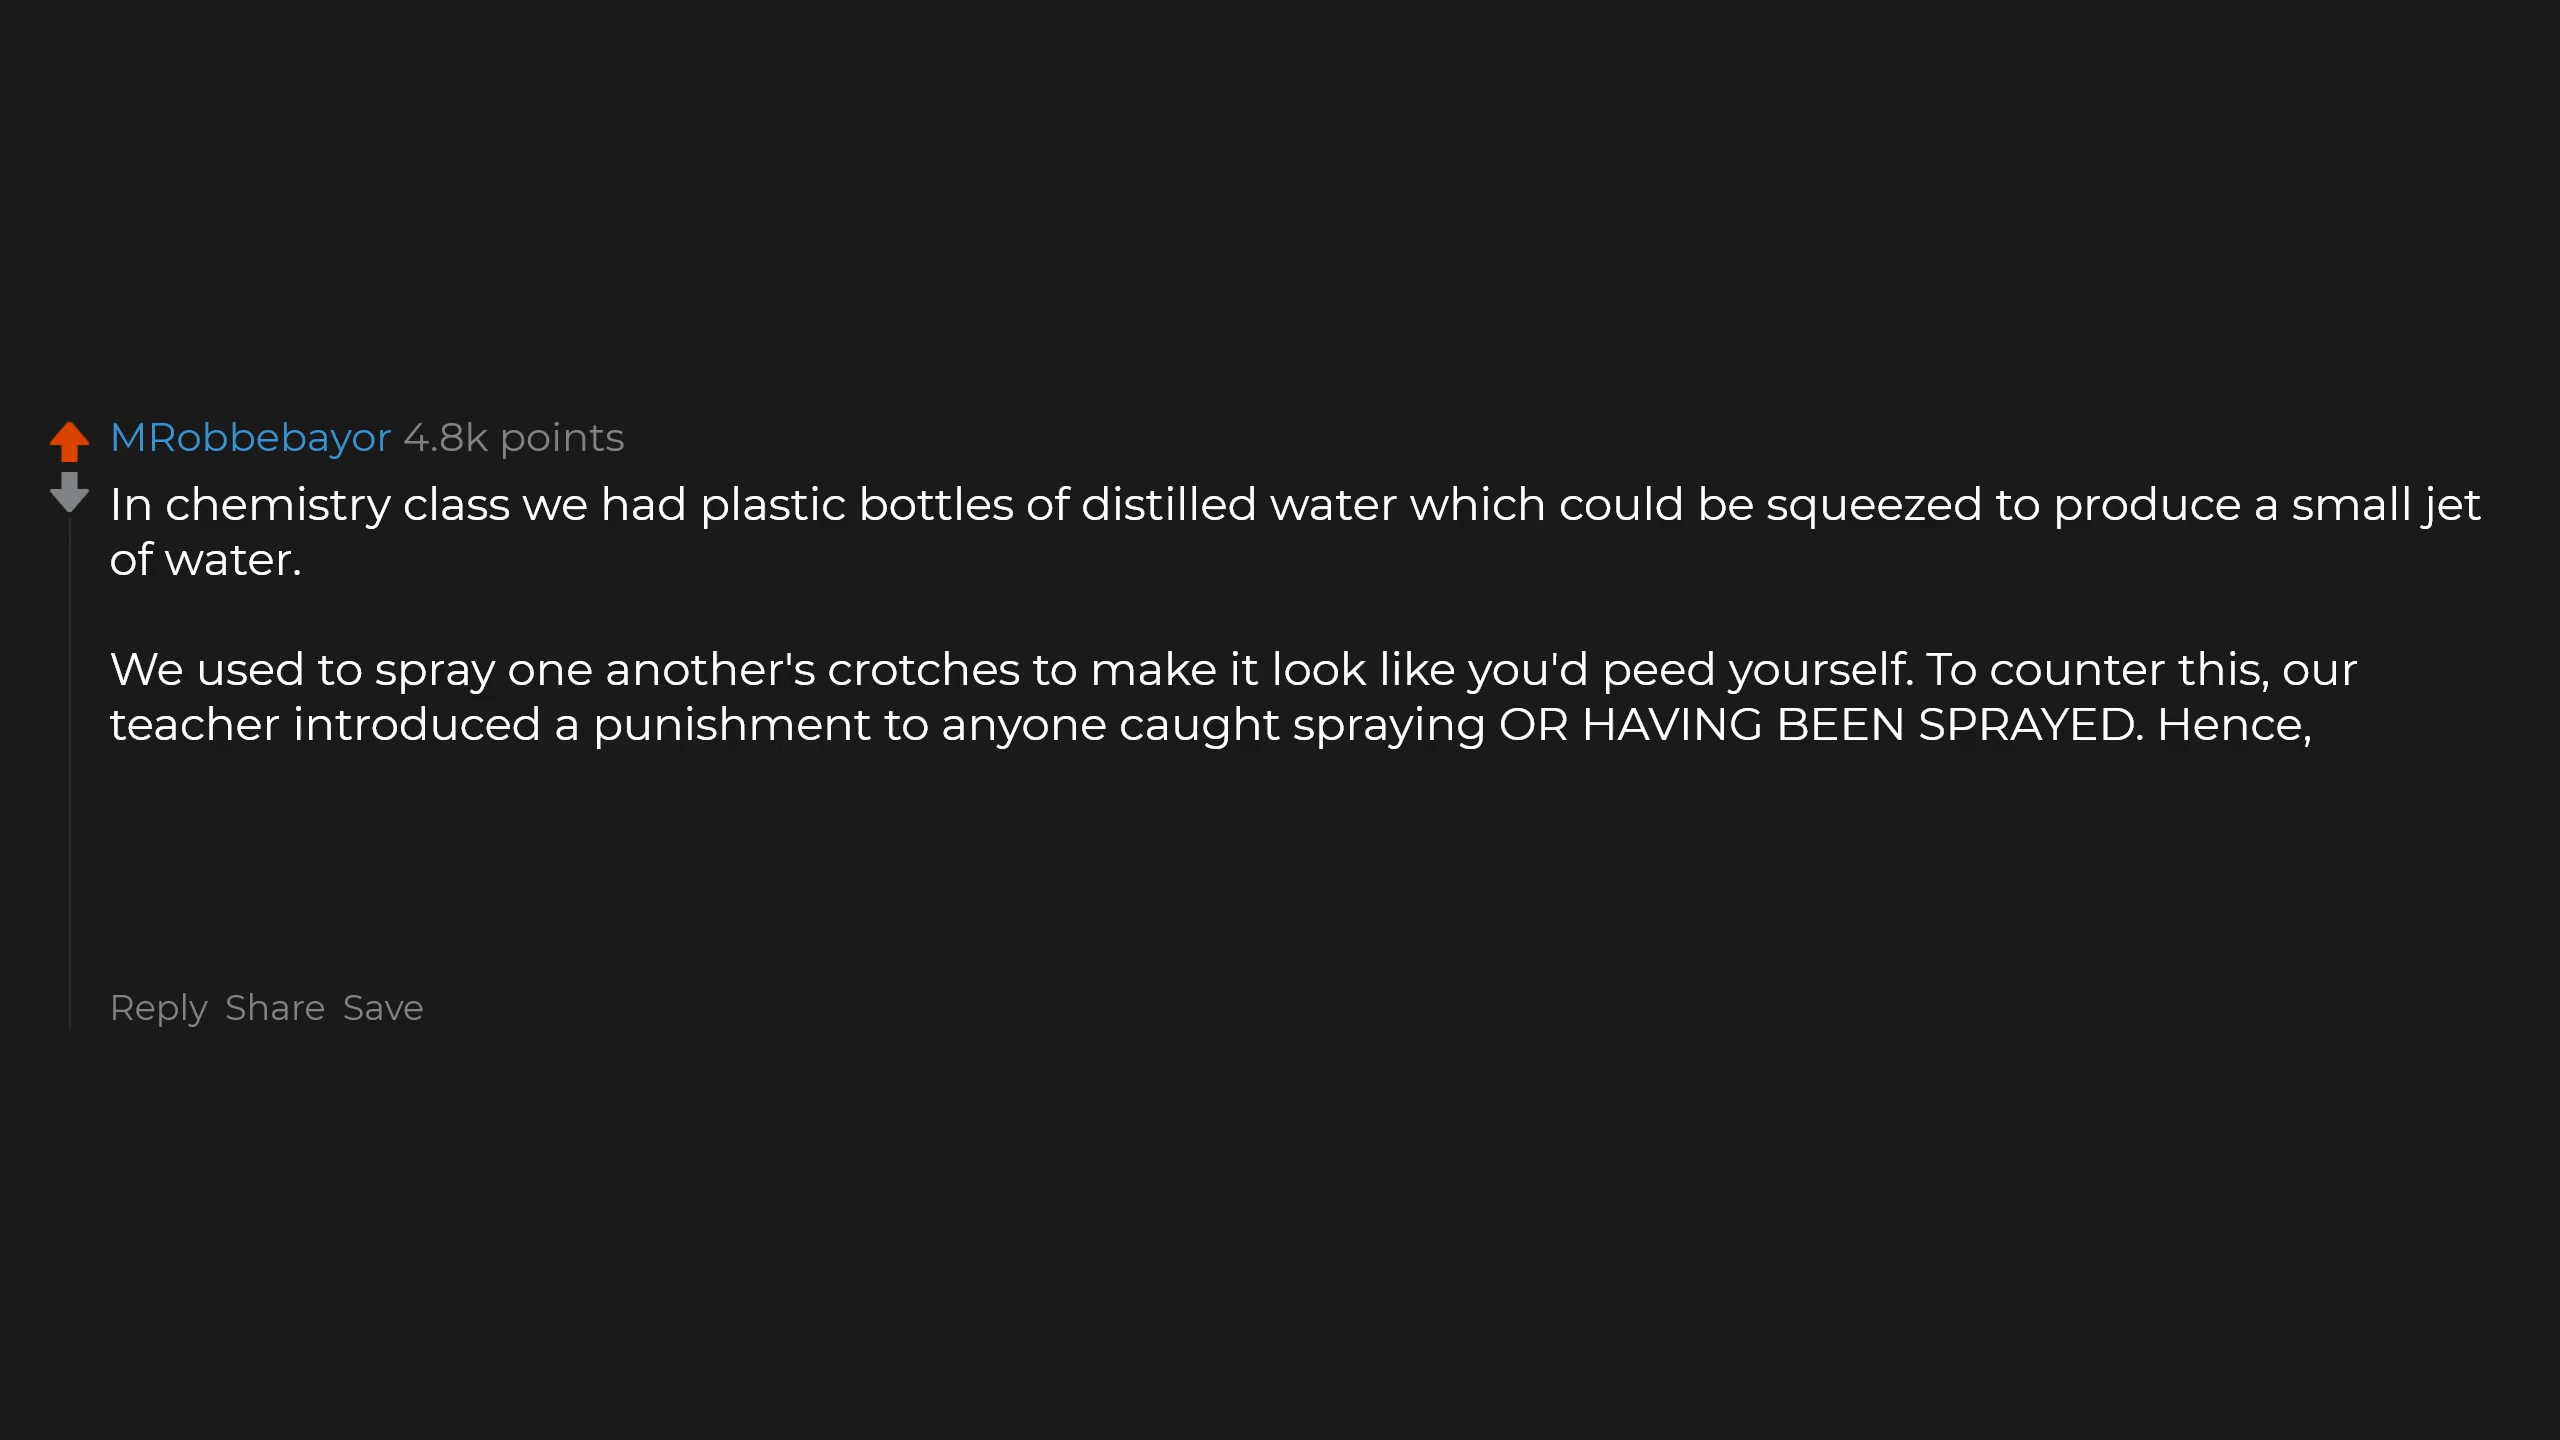 MRobbebayor 4.8k points
In chemistry class we had plastic bottles of distilled water which could be squeezed to produce a small jet
of water.
We used to spray one another's crotches to make it look like you'd peed yourself. To counter this, our
teacher introduced a punishment to anyone caught spraying OR HAVING BEEN SPRAYED. Hence,
Reply Share Save